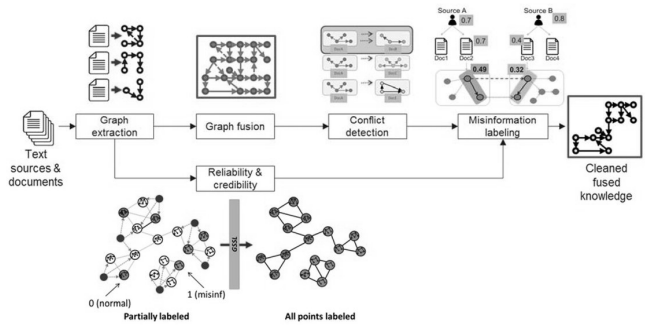 Source A
Source B
0.7
0.8
0.7
0.4
Doc1
Doc2
Doc3
Doc4
0.49
0.32
Text
sources &
documents
Graph
extraction
Graph fusion
Conflict
detection
Misinformation
labeling
Cleaned
fused
knowledge
Reliability &
credibility
GSSL
0 (normal)
1 (misinf)
Partially labeled
All points labeled